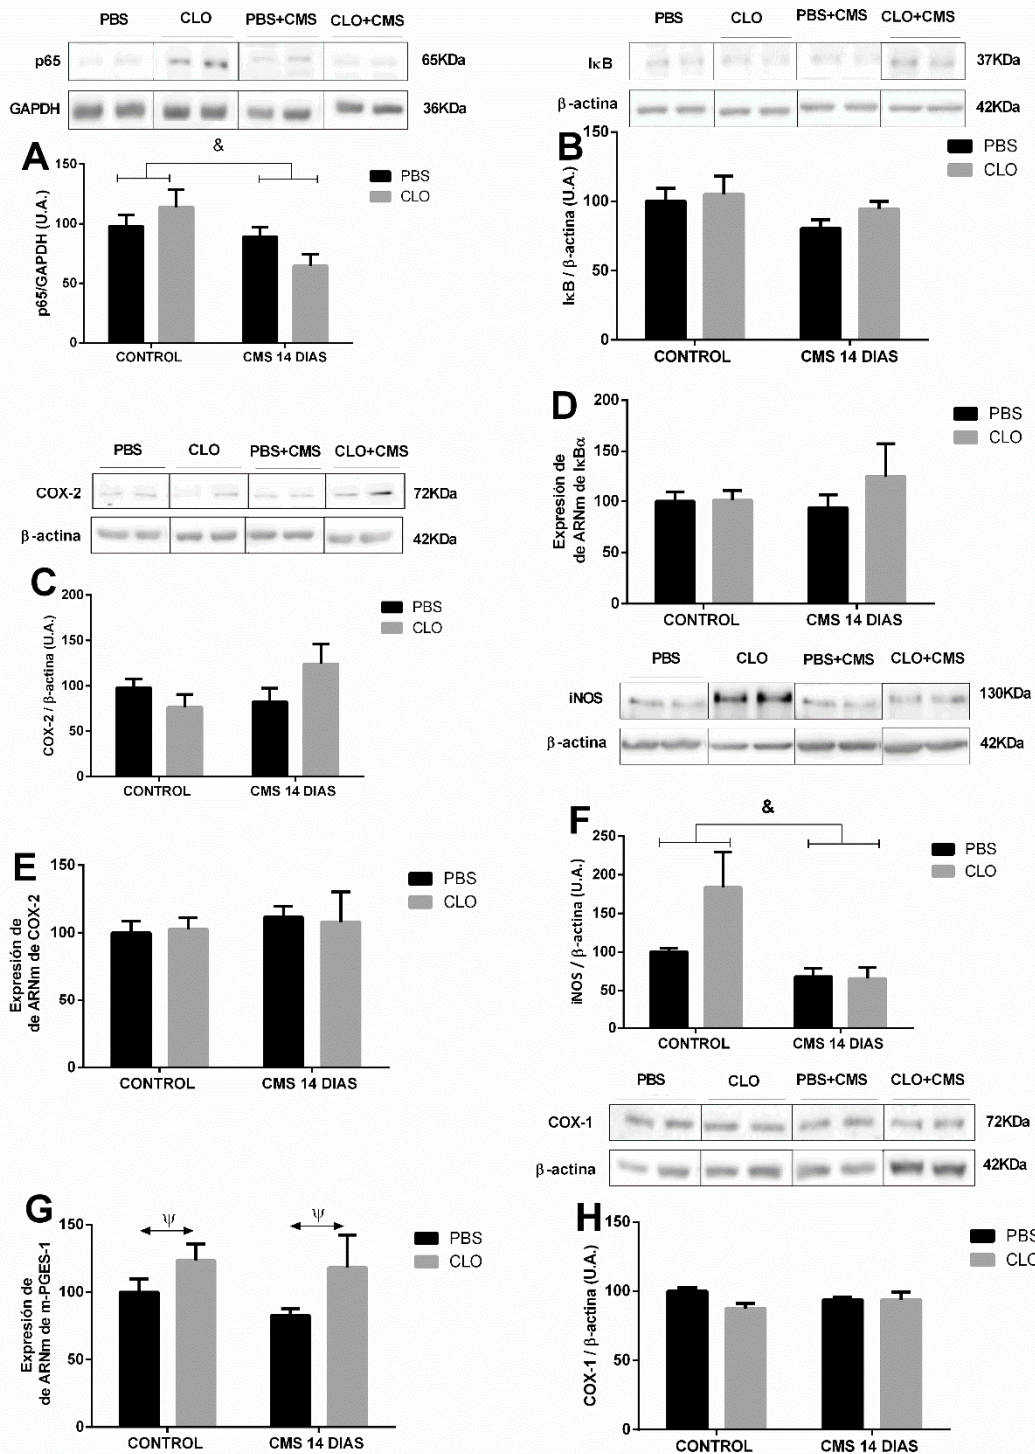 PBS CLO PBS+CMS CLO+CMS
p65 65KDa
GAPDH 36KDa
A
&
p65/GAPDH (U.A.)
150
100
50
0
PBS
CLO
CONTROL CMS 14 DIAS
PBS CLO PBS+CMS CLO+CMS
IκB 37KDa
β-actina 42KDa
B
IκB / β-actina (U.A.)
150
100
50
0
PBS
CLO
CONTROL CMS 14 DIAS
PBS CLO PBS+CMS CLO+CMS
COX-2 72KDa
β-actina 42KDa
C
COX-2 / β-actina (U.A.)
200
150
100
50
0
PBS
CLO
CONTROL CMS 14 DIAS
D
Expresión de
de ARNm de IκBα
200
150
100
50
0
PBS
CLO
CONTROL CMS 14 DIAS
E
Expresión de
de ARNm de COX-2
150
100
50
0
PBS
CLO
CONTROL CMS 14 DIAS
PBS CLO PBS+CMS CLO+CMS
iNOS 130KDa
β-actina 42KDa
F
&
iNOS / β-actina (U.A.)
250
200
150
100
50
0
PBS
CLO
CONTROL CMS 14 DIAS
G
Expresión de
de ARNm de m-PGES-1
150
100
50
0
ψ ψ
PBS
CLO
CONTROL CMS 14 DIAS
PBS CLO PBS+CMS CLO+CMS
COX-1 72KDa
β-actina 42KDa
H
COX-1 / β-actina (U.A.)
150
100
50
0
PBS
CLO
CONTROL CMS 14 DIAS